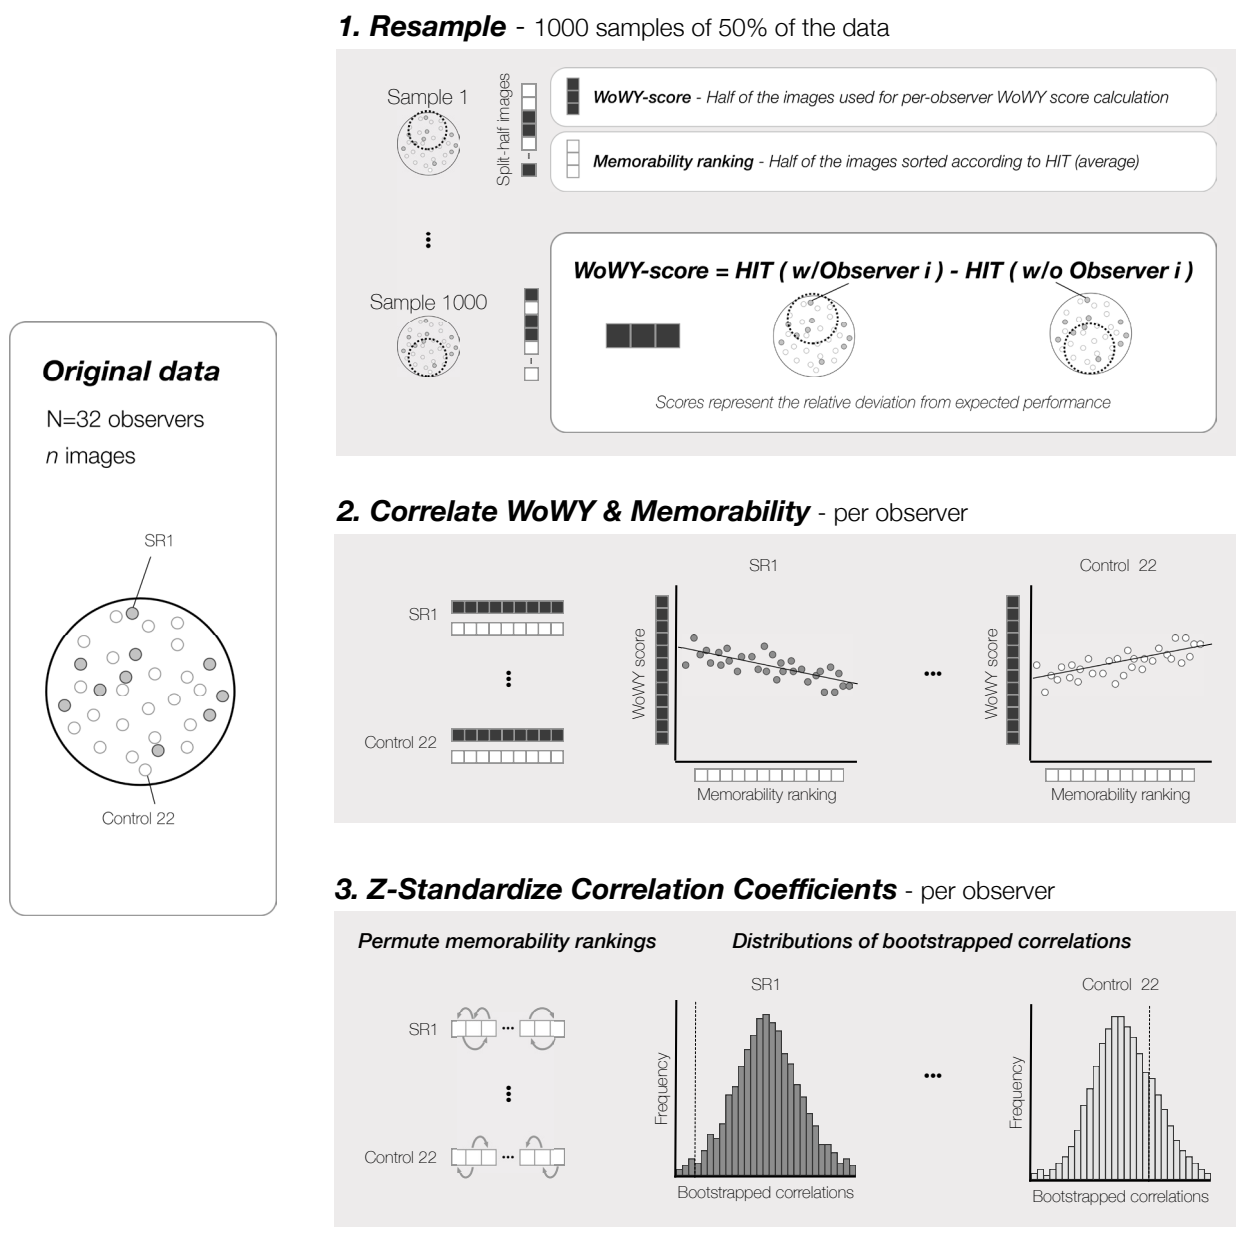 Original data
N=32 observers
n images
SR1
Control 22
1. Resample - 1000 samples of 50% of the data
Sample 1
Split-half images
WoWY-score - Half of the images used for per-observer WoWY score calculation
Memorability ranking - Half of the images sorted according to HIT (average)
Sample 1000
WoWY-score = HIT ( w/Observer i ) - HIT ( w/o Observer i )
Scores represent the relative deviation from expected performance
2. Correlate WoWY & Memorability - per observer
SR1
Control 22
SR1
WoWY score
Memorability ranking
Control 22
WoWY score
Memorability ranking
3. Z-Standardize Correlation Coefficients - per observer
Permute memorability rankings
SR1
Control 22
Distributions of bootstrapped correlations
SR1
Frequency
Bootstrapped correlations
Control 22
Frequency
Bootstrapped correlations